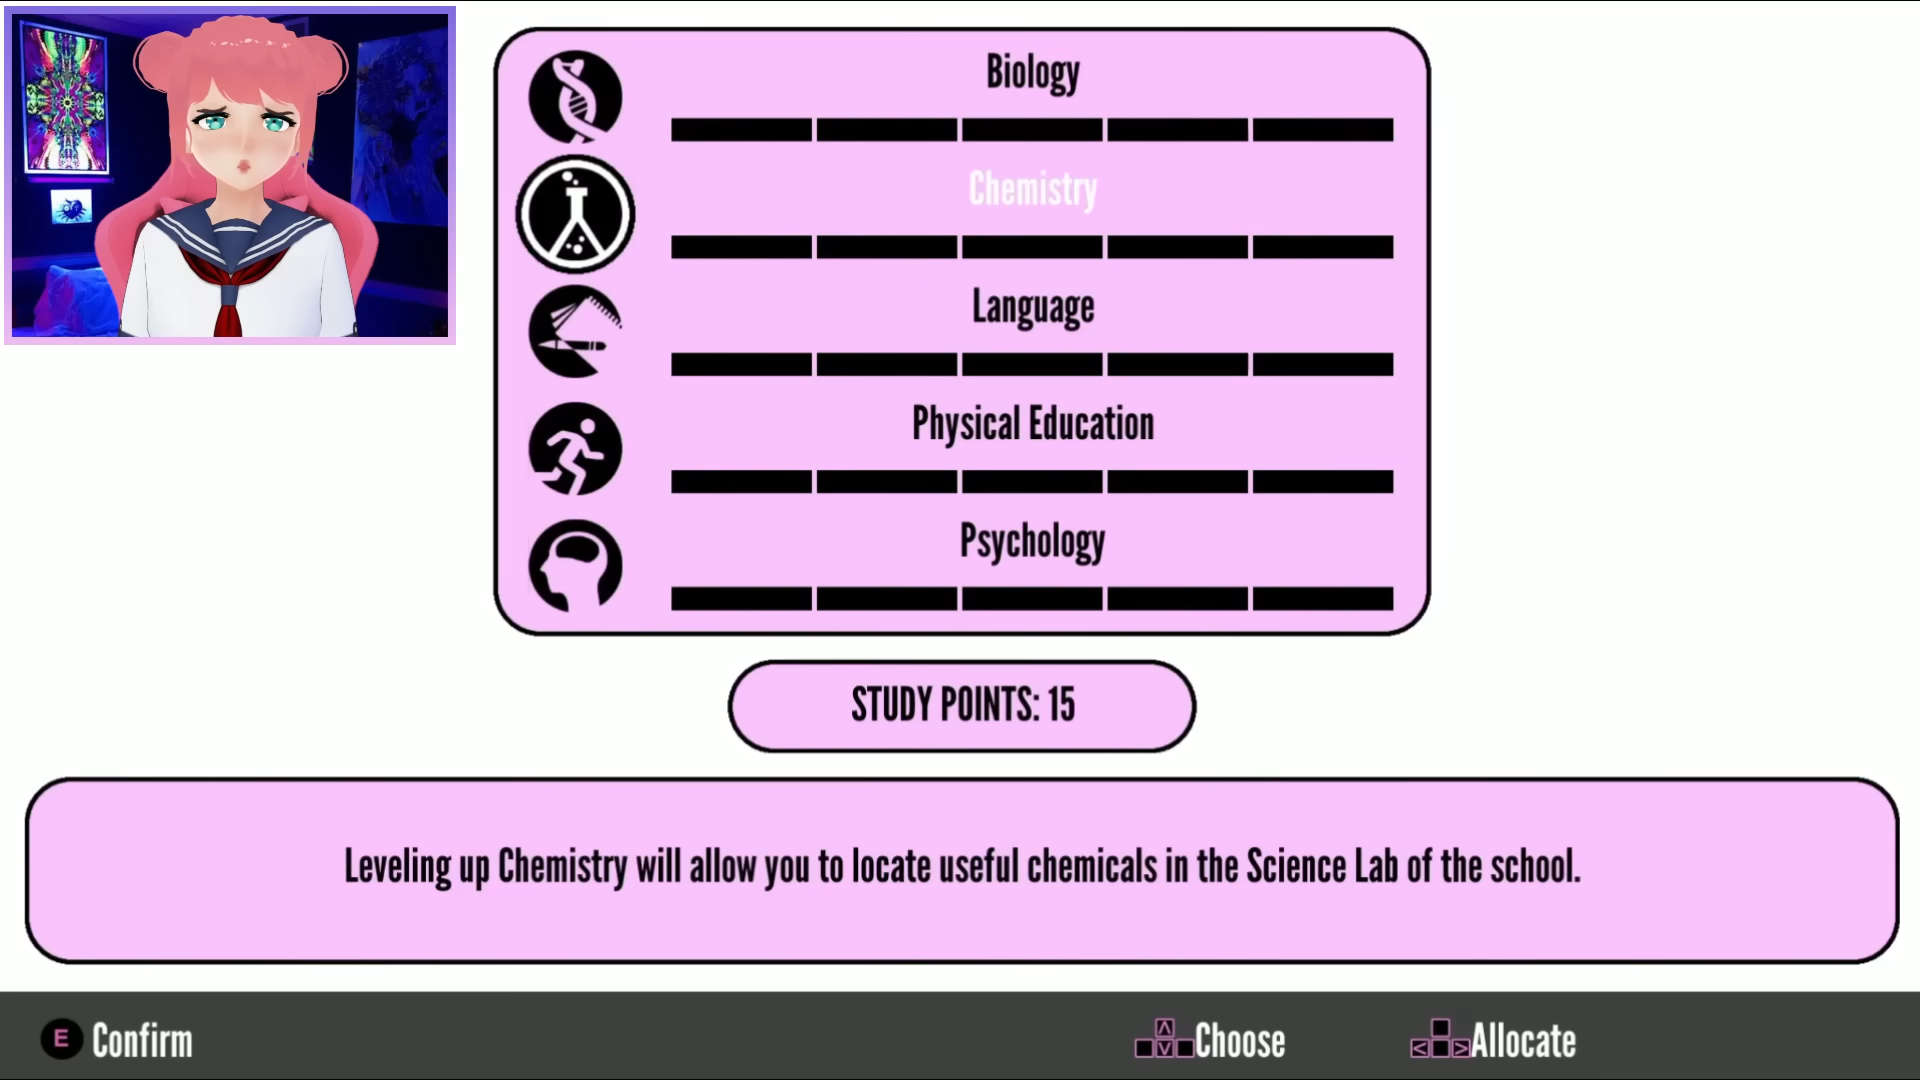 Biology
Chemistry
Language
Physical Education
Psychology
STUDY POINTS: 15
Leveling up Chemistry will allow you to locate useful chemicals in the Science Lab of the school.
E Confirm
Choose
Allocate